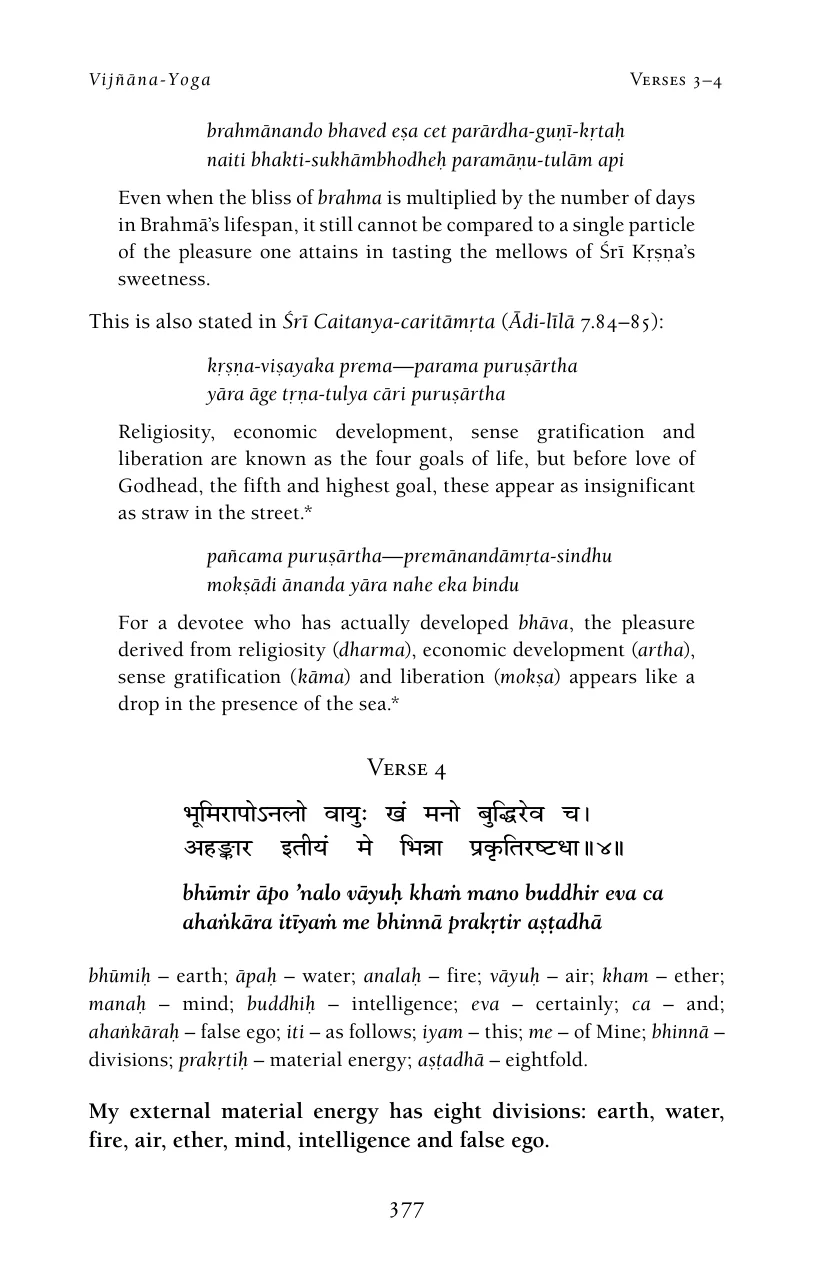 Vijñāna-Yoga Verses 3–4
brahmānando bhaved eṣa cet parārdha-guṇī-kṛtaḥ
naiti bhakti-sukhāmbhodheḥ paramāṇu-tulām api
Even when the bliss of brahma is multiplied by the number of days
in Brahmā’s lifespan, it still cannot be compared to a single particle
of the pleasure one attains in tasting the mellows of Śrī Kṛṣṇa’s
sweetness.
This is also stated in Śrī Caitanya-caritāmṛta (Ādi-līlā 7.84–85):
kṛṣṇa-viṣayaka prema—parama puruṣārtha
yāra āge tṛṇa-tulya cāri puruṣārtha
Religiosity, economic development, sense gratification and
liberation are known as the four goals of life, but before love of
Godhead, the fifth and highest goal, these appear as insignificant
as straw in the street.*
pañcama puruṣārtha—premānandāmṛta-sindhu
mokṣādi ānanda yāra nahe eka bindu
For a devotee who has actually developed bhāva, the pleasure
derived from religiosity (dharma), economic development (artha),
sense gratification (kāma) and liberation (mokṣa) appears like a
drop in the presence of the sea.*
Verse 4
भूमिरापोऽनलो वायुः खं मनो बुद्धिरेव च।
अहङ्कार इतीयं मे भिन्ना प्रकृतिरष्टधा॥४॥
bhūmir āpo ’nalo vāyuḥ khaṁ mano buddhir eva ca
ahaṅkāra itīyaṁ me bhinnā prakṛtir aṣṭadhā
bhūmiḥ – earth; āpaḥ – water; analaḥ – fire; vāyuḥ – air; kham – ether;
manaḥ – mind; buddhiḥ – intelligence; eva – certainly; ca – and;
ahaṅkāraḥ – false ego; iti – as follows; iyam – this; me – of Mine; bhinnā –
divisions; prakṛtiḥ – material energy; aṣṭadhā – eightfold.
My external material energy has eight divisions: earth, water,
fire, air, ether, mind, intelligence and false ego.
377